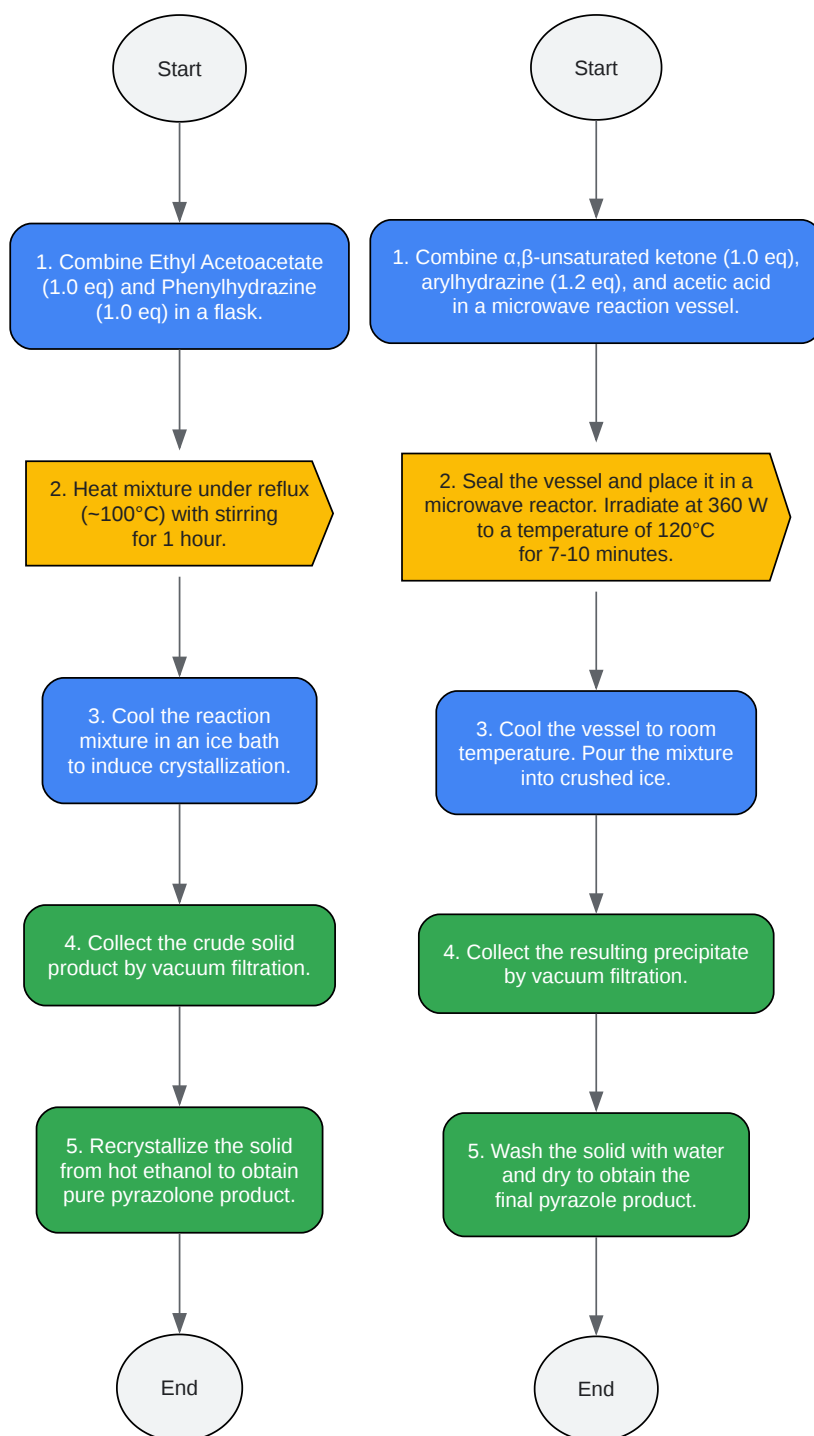 Start
1. Combine Ethyl Acetoacetate
(1.0 eq) and Phenylhydrazine
(1.0 eq) in a flask.
2. Heat mixture under reflux
(~100°C) with stirring
for 1 hour.
3. Cool the reaction
mixture in an ice bath
to induce crystallization.
4. Collect the crude solid
product by vacuum filtration.
5. Recrystallize the solid
from hot ethanol to obtain
pure pyrazolone product.
End
Start
1. Combine α,β-unsaturated ketone (1.0 eq),
arylhydrazine (1.2 eq), and acetic acid
in a microwave reaction vessel.
2. Seal the vessel and place it in a
microwave reactor. Irradiate at 360 W
to a temperature of 120°C
for 7-10 minutes.
3. Cool the vessel to room
temperature. Pour the mixture
into crushed ice.
4. Collect the resulting precipitate
by vacuum filtration.
5. Wash the solid with water
and dry to obtain the
final pyrazole product.
End